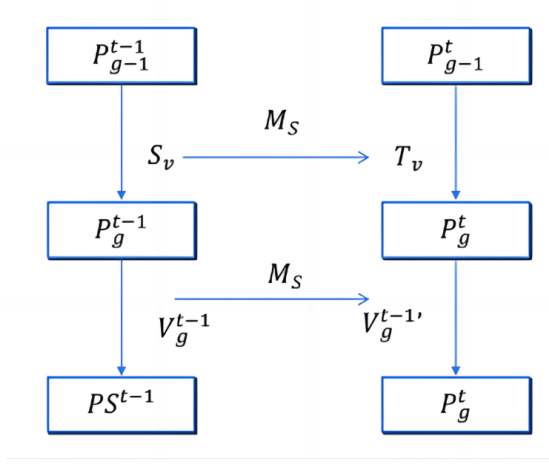 P_{g-1}^{t-1} P_{g-1}^{t}
M_S
S_v T_v
P_g^{t-1} P_g^{t}
M_S
V_g^{t-1} V_g^{t-1'}
PS^{t-1} P_g^{t}